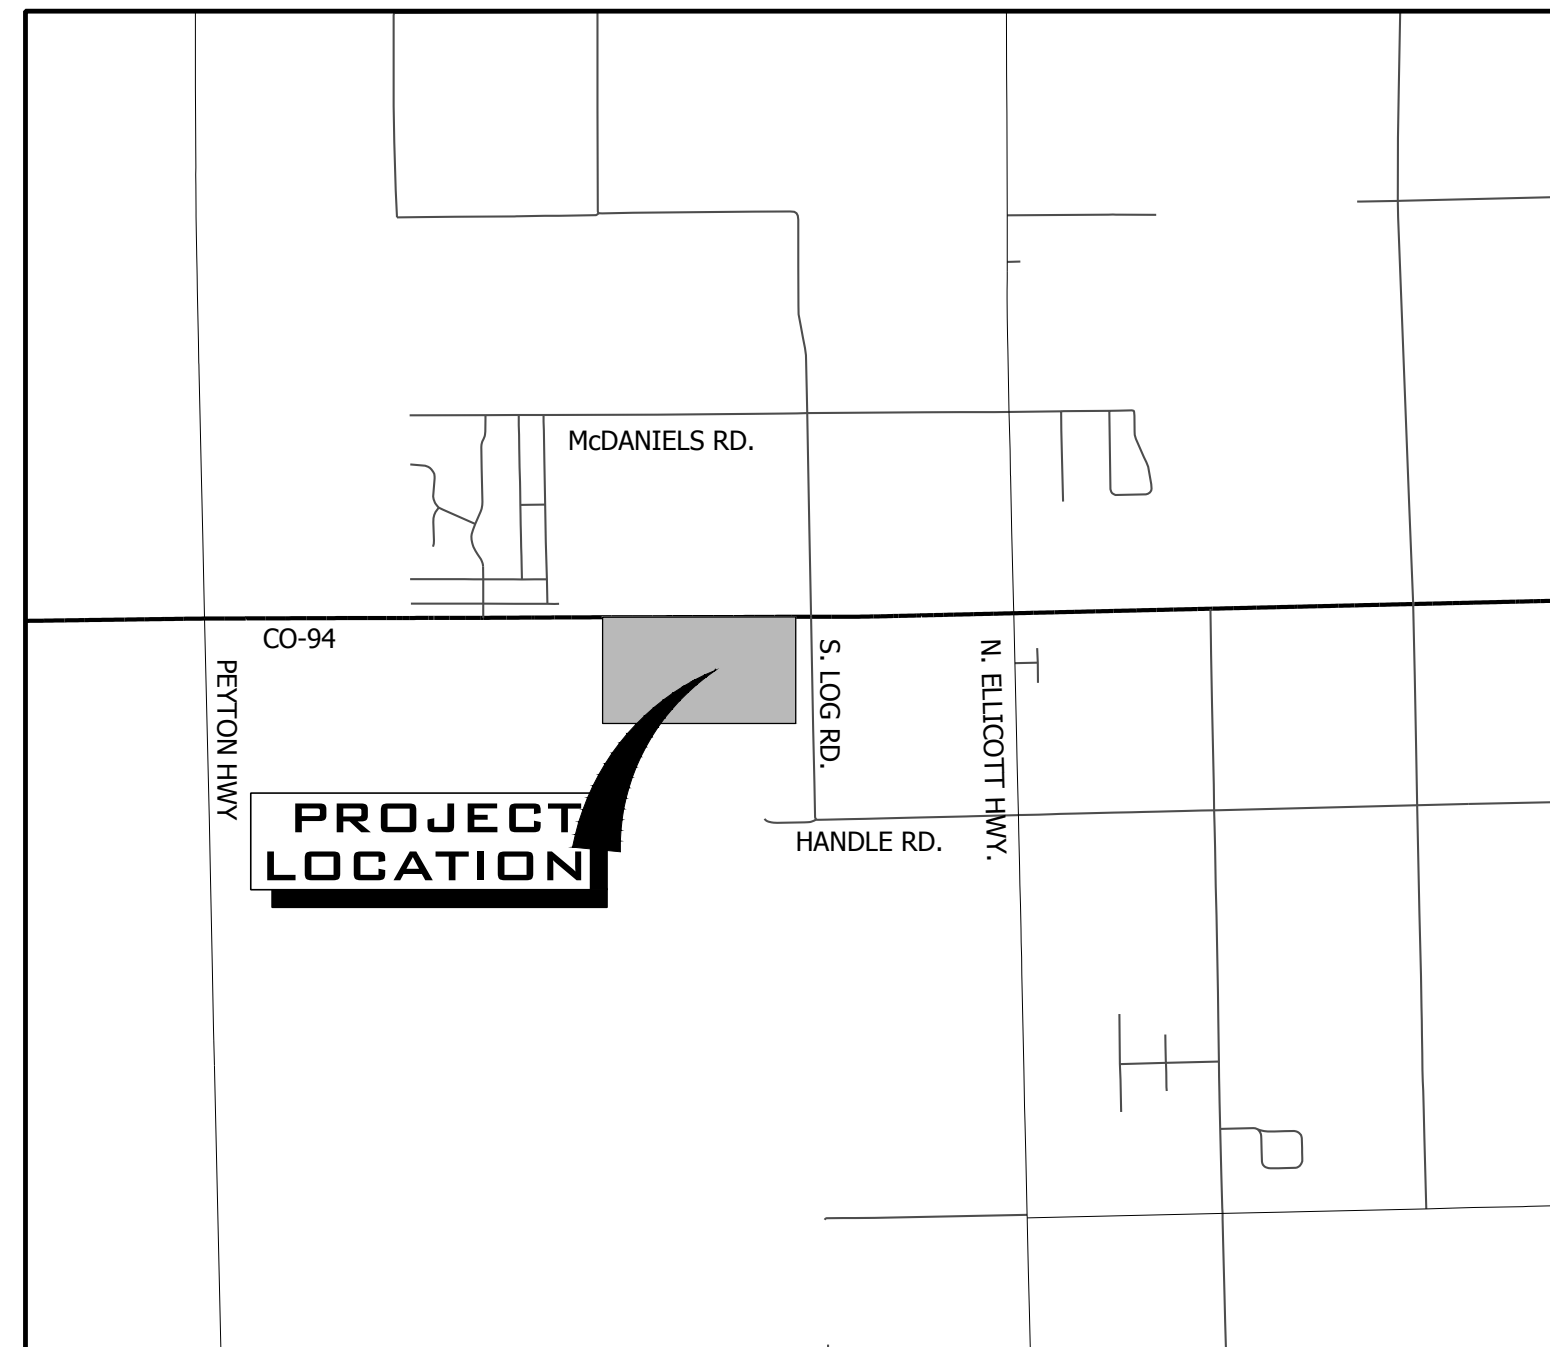 McDANIELS RD.
CO-94
PEYTON HWY
S. LOG RD.
N. ELLICOTT HWY.
PROJECT
LOCATION
HANDLE RD.